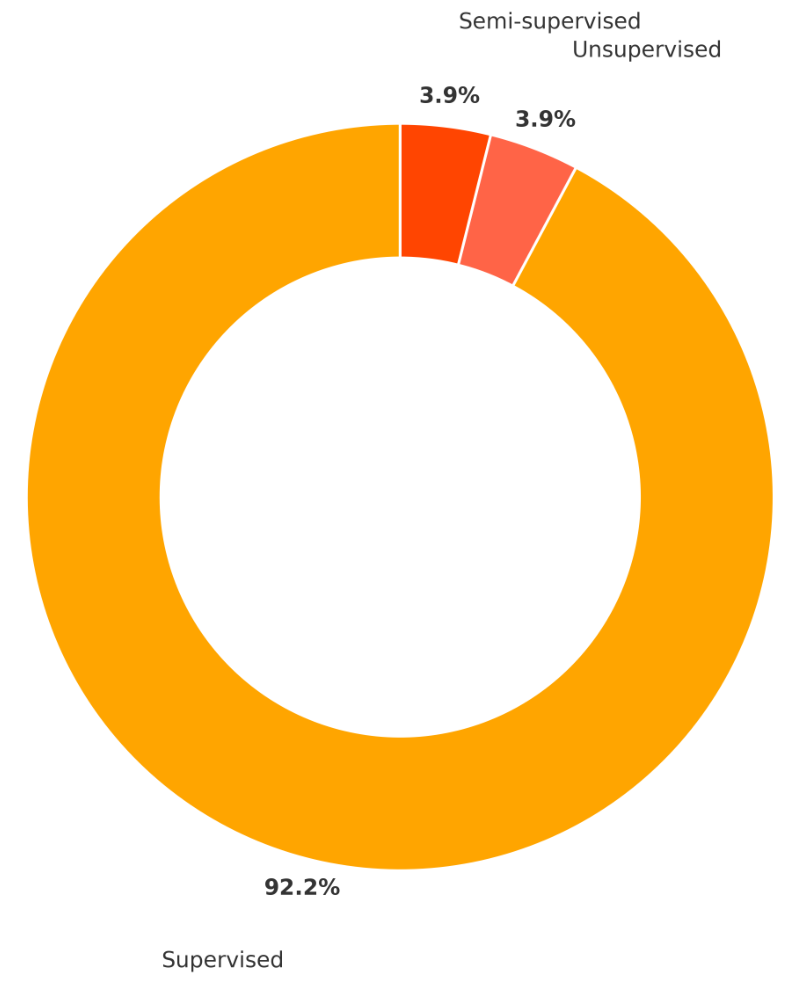 Semi-supervised
Unsupervised
3.9%
3.9%
92.2%
Supervised